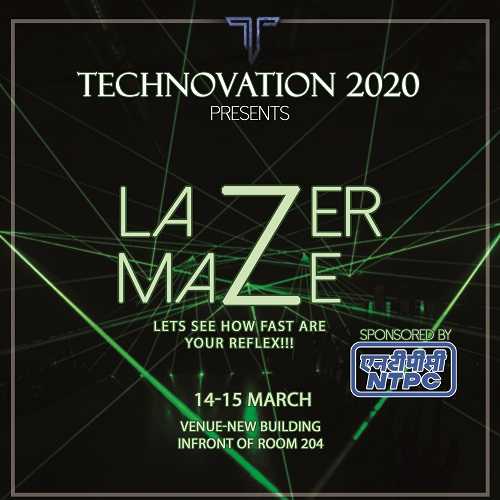 TECHNOVATION 2020
PRESENTS
LAZER
MAZE
LETS SEE HOW FAST ARE
YOUR REFLEX!!!
SPONSORED BY
एनटीपीसी
NTPC
14-15 MARCH
VENUE-NEW BUILDING
INFRONT OF ROOM 204